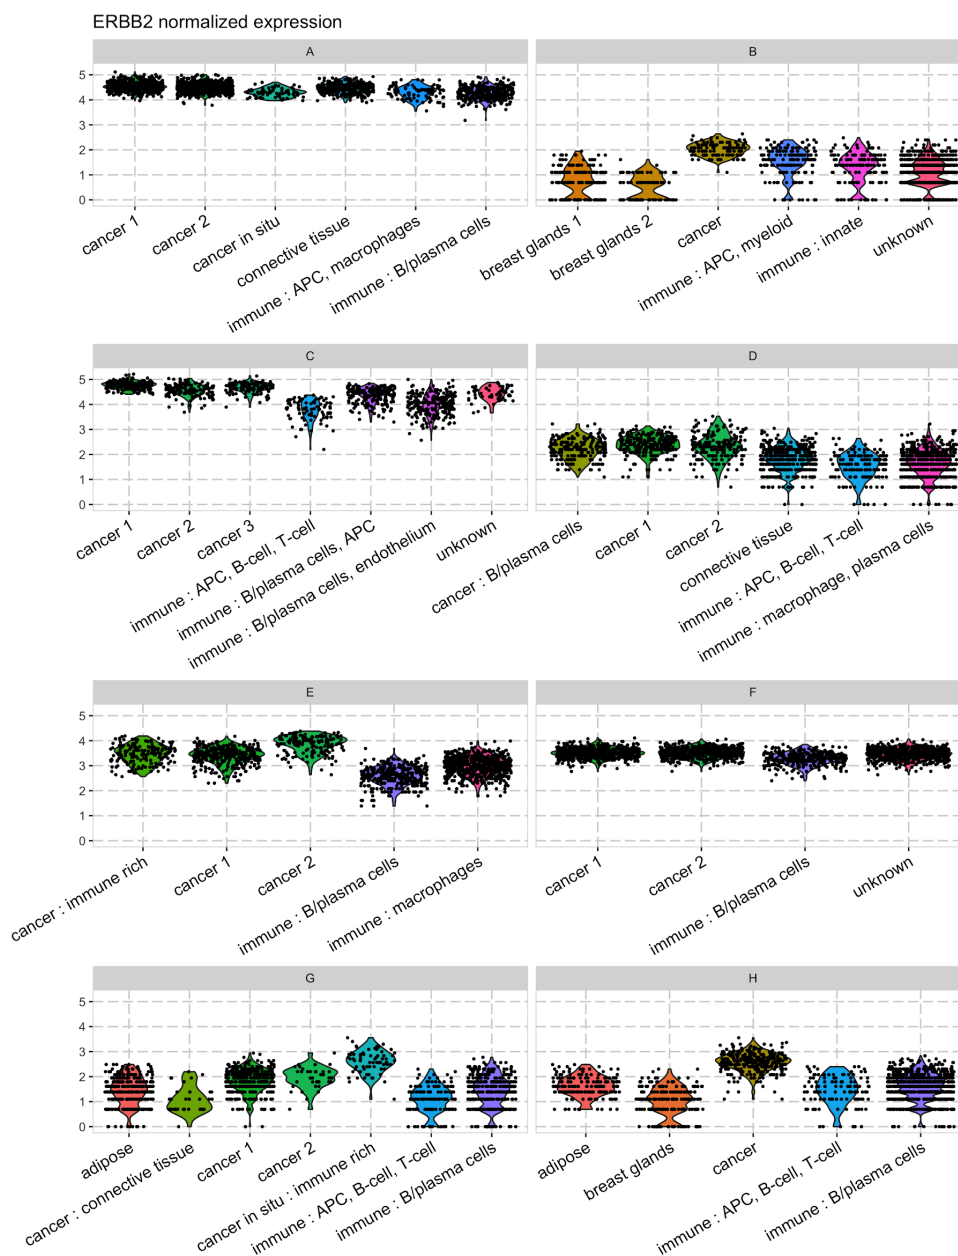 ERBB2 normalized expression
A
B
5
4
3
2
1
0
cancer 1
cancer 2
cancer in situ
connective tissue
immune : APC, macrophages
immune : B/plasma cells
breast glands 1
breast glands 2
cancer
immune : APC, myeloid
immune : innate
unknown
C
D
5
4
3
2
1
0
cancer 1
cancer 2
cancer 3
immune : APC, B-cell, T-cell
immune : B/plasma cells, APC
immune : B/plasma cells, endothelium
unknown
cancer : B/plasma cells
cancer 1
cancer 2
connective tissue
immune : APC, B-cell, T-cell
immune : macrophage, plasma cells
E
F
5
4
3
2
1
0
cancer : immune rich
cancer 1
cancer 2
immune : B/plasma cells
immune : macrophages
cancer 1
cancer 2
immune : B/plasma cells
unknown
G
H
5
4
3
2
1
0
adipose
cancer : connective tissue
cancer 1
cancer 2
cancer in situ : immune rich
immune : APC, B-cell, T-cell
immune : B/plasma cells
adipose
breast glands
cancer
immune : APC, B-cell, T-cell
immune : B/plasma cells